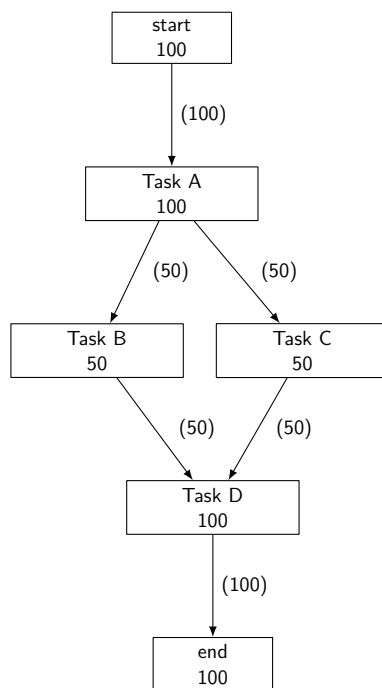 start
100
(100)
Task A
100
(50)
(50)
Task B
50
Task C
50
(50)
(50)
Task D
100
(100)
end
100